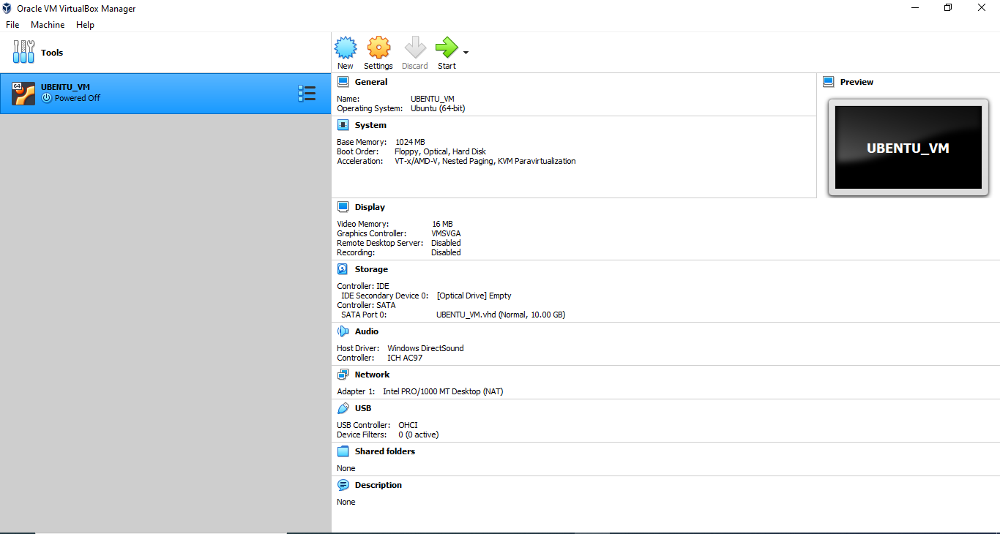 Oracle VM VirtualBox Manager
File Machine Help
Tools
New Settings Discard Start
64
UBENTU_VM
Powered Off
General
Name: UBENTU_VM
Operating System: Ubuntu (64-bit)
Preview
UBENTU_VM
System
Base Memory: 1024 MB
Boot Order: Floppy, Optical, Hard Disk
Acceleration: VT-x/AMD-V, Nested Paging, KVM Paravirtualization
Display
Video Memory: 16 MB
Graphics Controller: VMSVGA
Remote Desktop Server: Disabled
Recording: Disabled
Storage
Controller: IDE
IDE Secondary Device 0: [Optical Drive] Empty
Controller: SATA
SATA Port 0: UBENTU_VM.vhd (Normal, 10.00 GB)
Audio
Host Driver: Windows DirectSound
Controller: ICH AC97
Network
Adapter 1: Intel PRO/1000 MT Desktop (NAT)
USB
USB Controller: OHCI
Device Filters: 0 (0 active)
Shared folders
None
Description
None